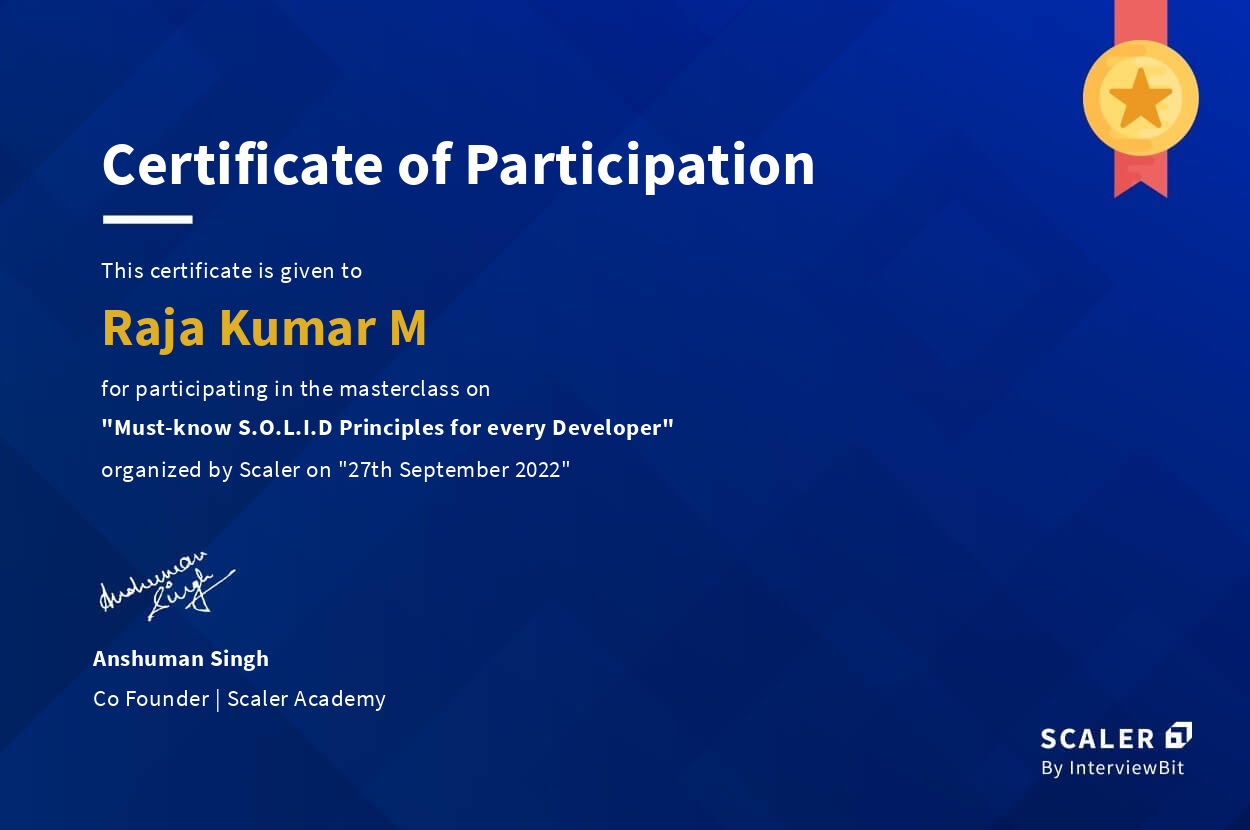 Certificate of Participation
This certificate is given to
Raja Kumar M
for participating in the masterclass on
"Must-know S.O.L.I.D Principles for every Developer"
organized by Scaler on "27th September 2022"
Anshuman
Singh
Anshuman Singh
Co Founder | Scaler Academy
SCALER
By InterviewBit